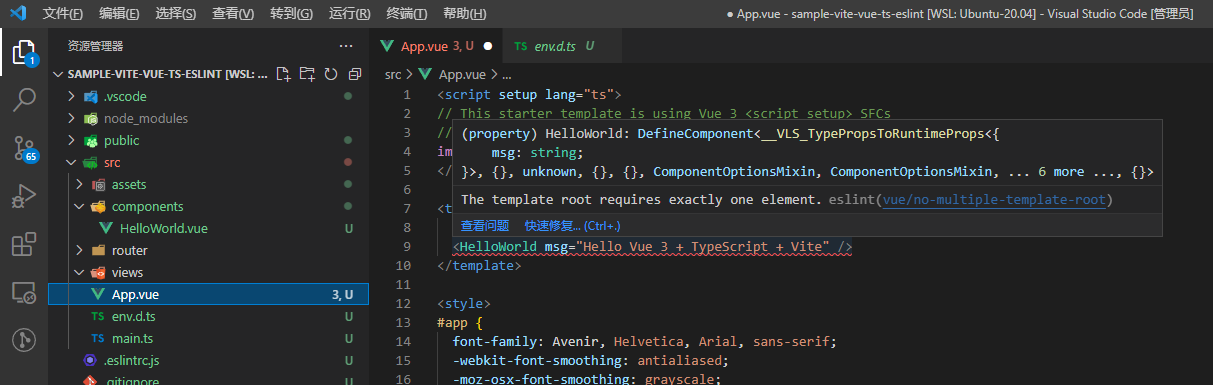 文件(F) 编辑(E) 选择(S) 查看(V) 转到(G) 运行(R) 终端(T) 帮助(H) ● App.vue - sample-vite-vue-ts-eslint [WSL: Ubuntu-20.04] - Visual Studio Code [管理员]
资源管理器 ···
App.vue 3, U ●
TS env.d.ts U
SAMPLE-VITE-VUE-TS-ESLINT [WSL: ...
.vscode
node_modules
public
src
assets
components
HelloWorld.vue U
router
views
App.vue 3, U
TS env.d.ts U
TS main.ts U
.eslintrc.js U
.gitignore
1
65
src > App.vue > ...
1 <script setup lang="ts">
2 // This starter template is using Vue 3 <script setup> SFCs
3 //
4 im
5 </
6
7 <t
8
9 <HelloWorld msg="Hello Vue 3 + TypeScript + Vite" />
10 </template>
11
12 <style>
13 #app {
14 font-family: Avenir, Helvetica, Arial, sans-serif;
15 -webkit-font-smoothing: antialiased;
16 -moz-osx-font-smoothing: grayscale;
(property) HelloWorld: DefineComponent<__VLS_TypePropsToRuntimeProps<{
msg: string;
}>, {}, unknown, {}, {}, ComponentOptionsMixin, ComponentOptionsMixin, ... 6 more ..., {}>
The template root requires exactly one element. eslint(vue/no-multiple-template-root)
查看问题 快速修复... (Ctrl+.)